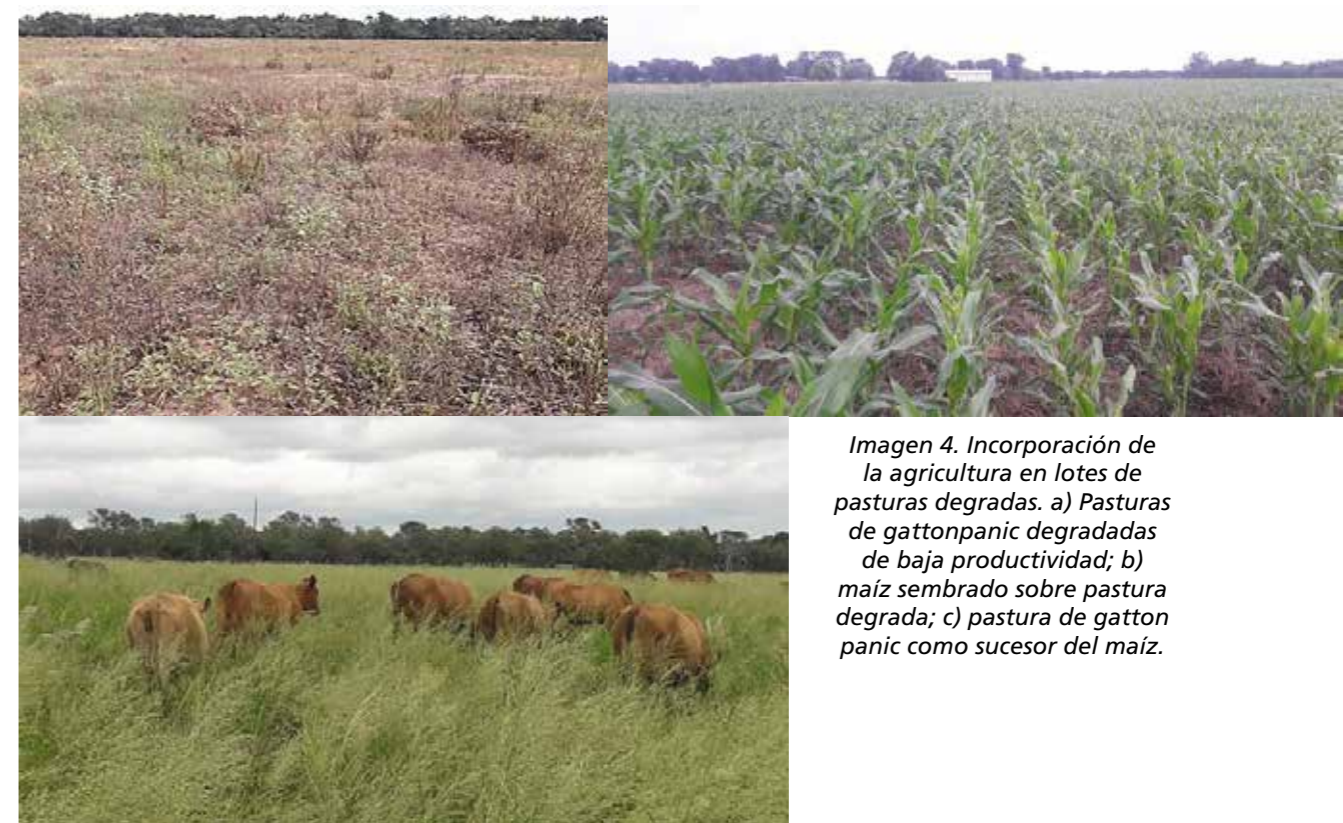 Imagen 4. Incorporación de
la agricultura en lotes de
pasturas degradas. a) Pasturas
de gattonpanic degradadas
de baja productividad; b)
maíz sembrado sobre pastura
degrada; c) pastura de gatton
panic como sucesor del maíz.